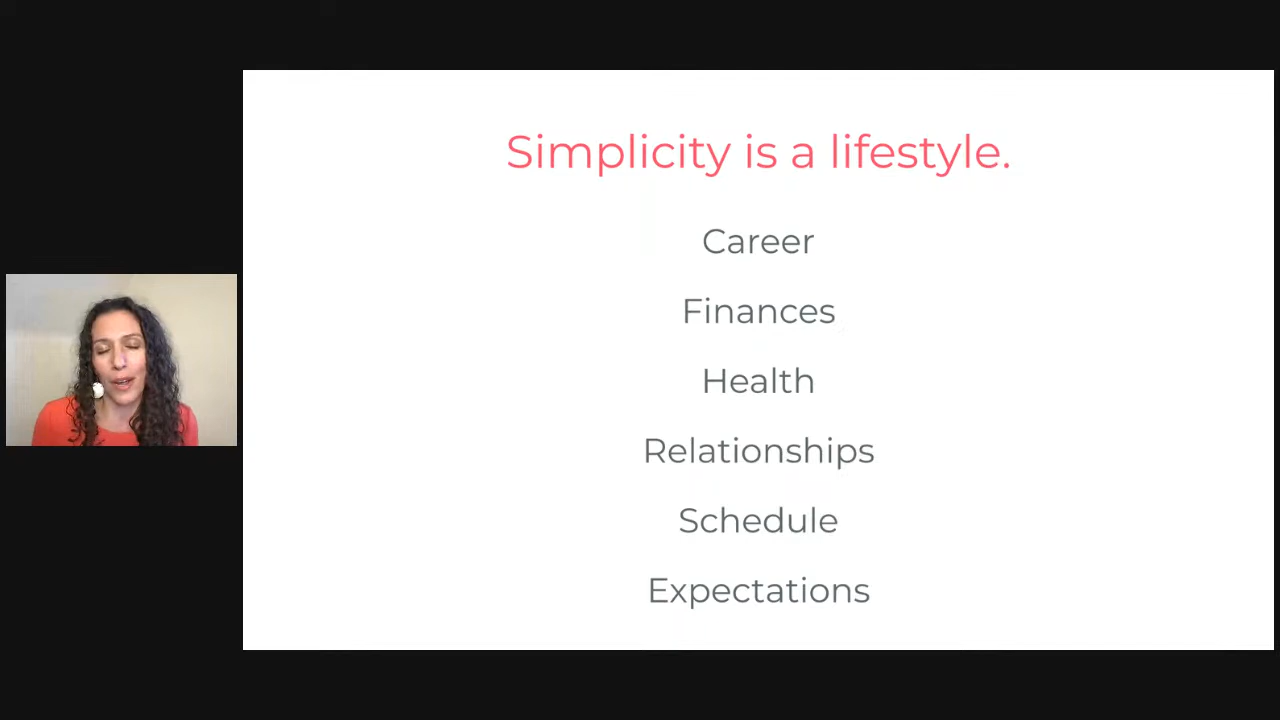 Simplicity is a lifestyle.
Career
Finances
Health
Relationships
Schedule
Expectations